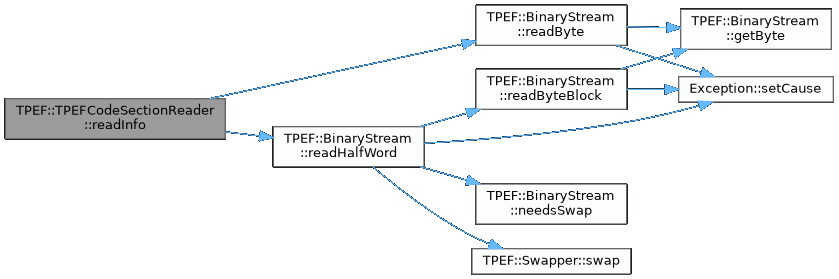 TPEF::TPEFCodeSectionReader
::readInfo
TPEF::BinaryStream
::readByte
TPEF::BinaryStream
::getByte
TPEF::BinaryStream
::readByteBlock
Exception::setCause
TPEF::BinaryStream
::readHalfWord
TPEF::BinaryStream
::needsSwap
TPEF::Swapper::swap